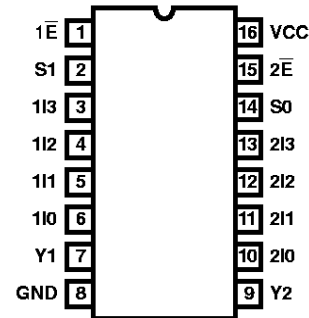 1E̅ 1 16 VCC
S1 2 15 2E̅
1I3 3 14 S0
1I2 4 13 2I3
1I1 5 12 2I2
1I0 6 11 2I1
Y1 7 10 2I0
GND 8 9 Y2